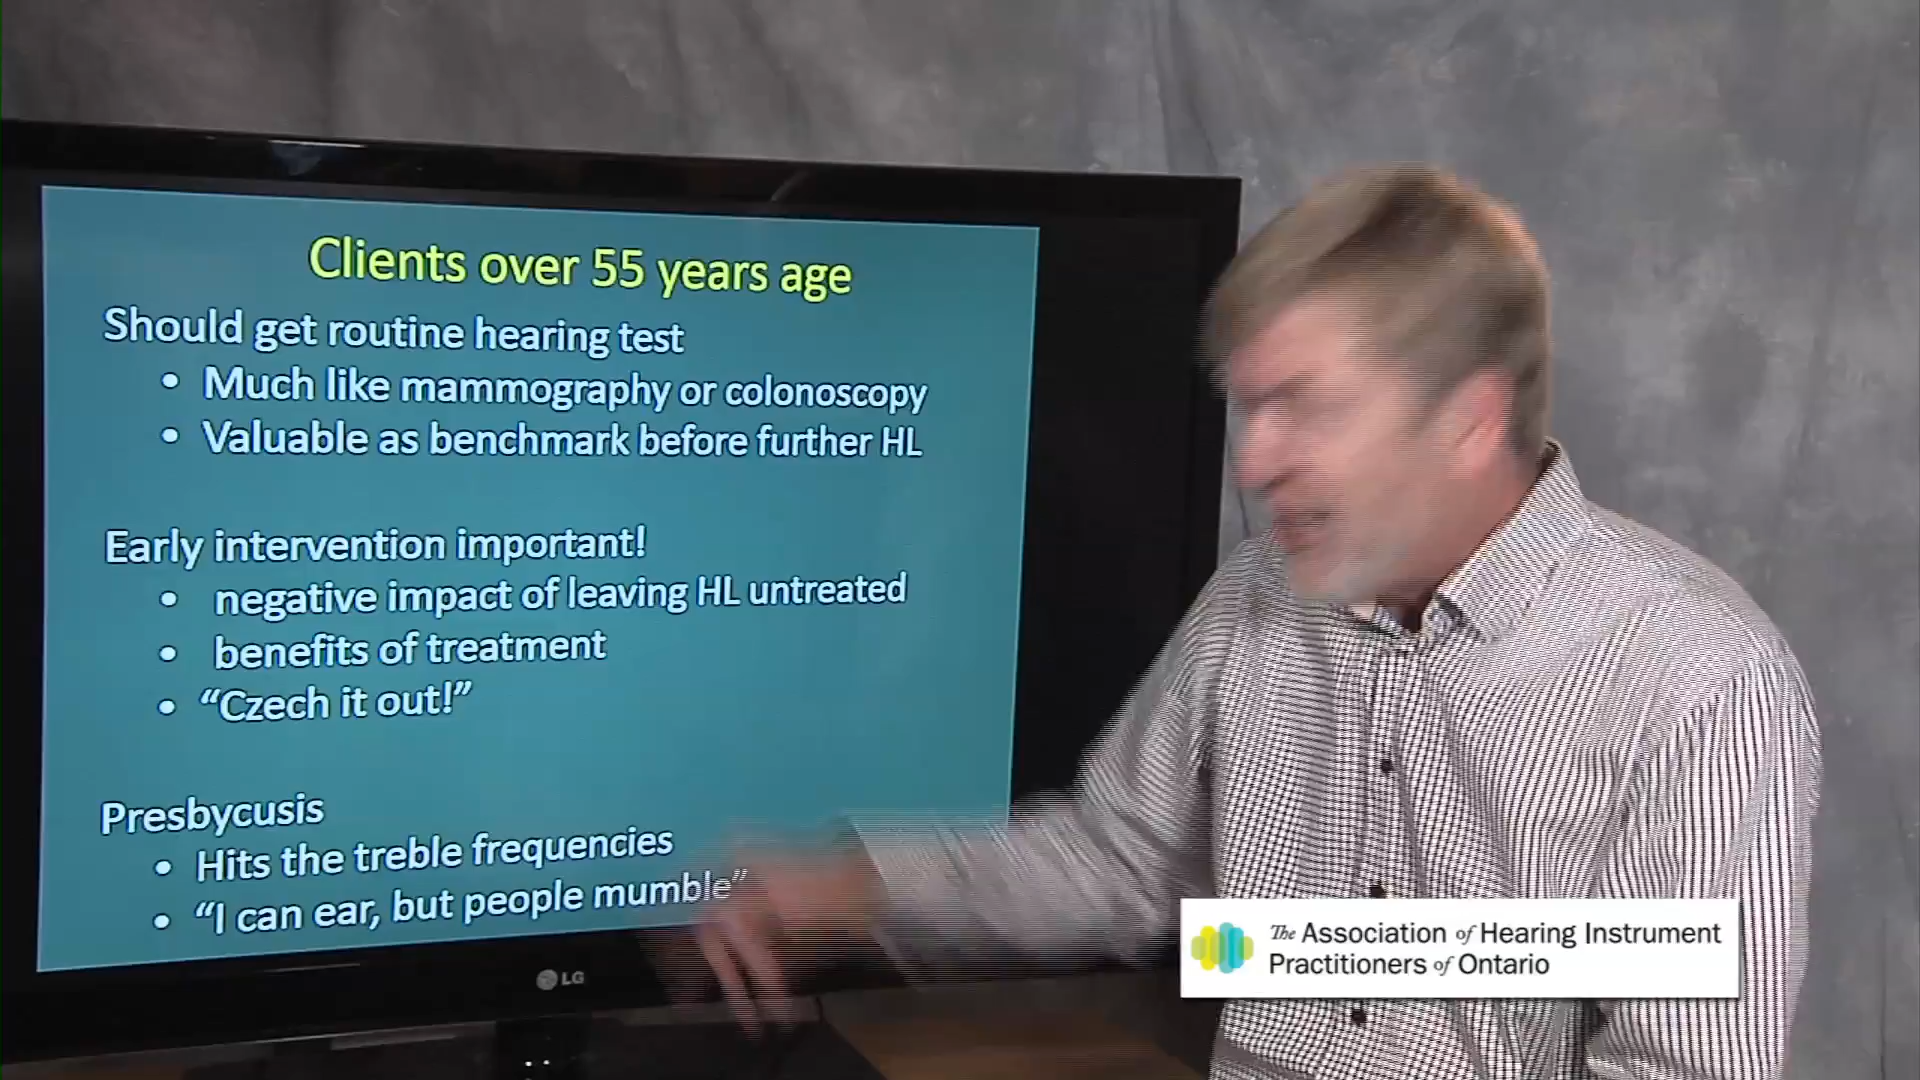 Clients over 55 years age
Should get routine hearing test
• Much like mammography or colonoscopy
• Valuable as benchmark before further HL
Early intervention important!
• negative impact of leaving HL untreated
• benefits of treatment
• “Czech it out!”
Presbycusis
• Hits the treble frequencies
• “I can ear, but people mumble”
LG
The Association of Hearing Instrument
Practitioners of Ontario